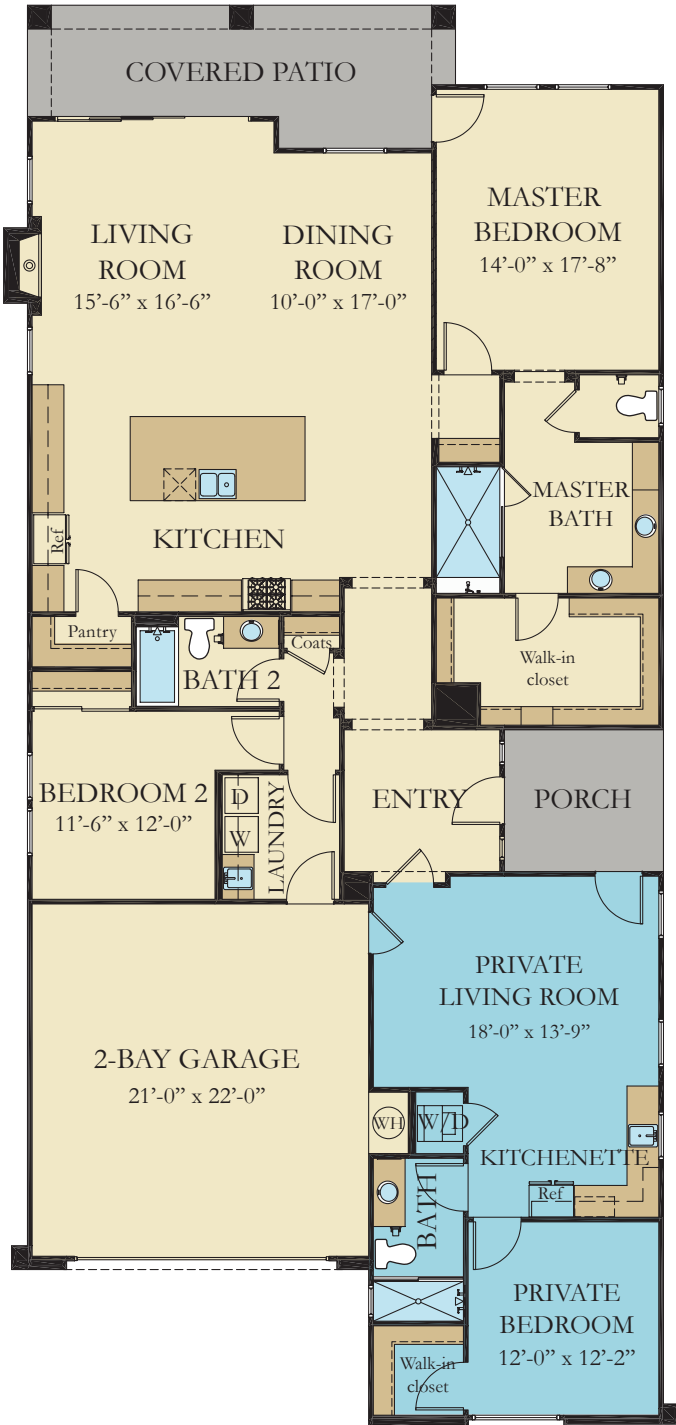 COVERED PATIO
MASTER
BEDROOM
14’-0” x 17’-8”
LIVING
ROOM
15’-6” x 16’-6”
DINING
ROOM
10’-0” x 17’-0”
MASTER
BATH
Ref
KITCHEN
Pantry
Coats
BATH 2
Walk-in
closet
BEDROOM 2
11’-6” x 12’-0”
D
W
LAUNDRY
ENTRY
PORCH
PRIVATE
LIVING ROOM
18’-0” x 13’-9”
2-BAY GARAGE
21’-0” x 22’-0”
WH
W/D
KITCHENETTE
Ref
BATH
PRIVATE
BEDROOM
12’-0” x 12’-2”
Walk-in
closet